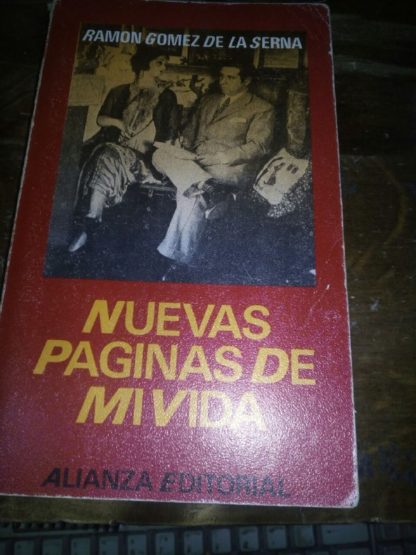 RAMON GOMEZ DE LA SERNA
NUEVAS
PAGINAS DE
MI VIDA
ALIANZA EDITORIAL